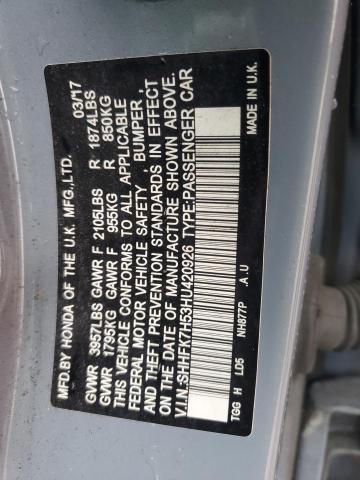 MFD.BY HONDA OF THE U.K. MFG.,LTD. 03/17
GVWR 3957LBS GAWR F 2105LBS R 1874LBS
GVWR 1795KG GAWR F 955KG R 850KG
THIS VEHICLE CONFORMS TO ALL APPLICABLE
FEDERAL MOTOR VEHICLE SAFETY , BUMPER ,
AND THEFT PREVENTION STANDARDS IN EFFECT
ON THE DATE OF MANUFACTURE SHOWN ABOVE.
V.I.N.:SHHFK7H53HU420926 TYPE:PASSENGER CAR
TGG H LD5 NH877P A .U MADE IN U.K.